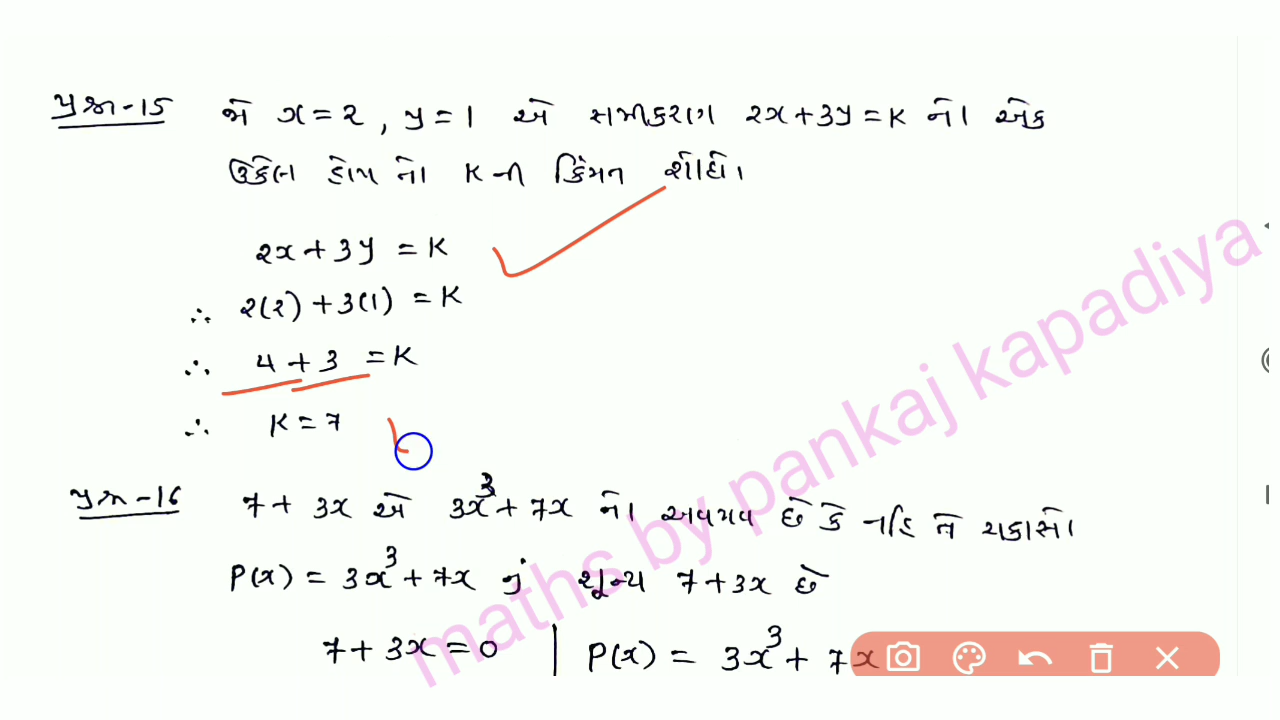 પ્રશ્ન-15 જો x = 2 , y = 1 એ સમીકરણ 2x + 3y = K નો એક
ઉકેલ હોય તો K ની કિંમત શોધો.
2x + 3y = K
∴ 2(2) + 3(1) = K
∴ 4 + 3 = K
∴ K = 7
પ્રશ્ન-16 7 + 3x એ 3x³ + 7x નો અવયવ છે કે નહિ તે ચકાસો.
P(x) = 3x³ + 7x નું શૂન્ય 7 + 3x છે
7 + 3x = 0 | P(x) = 3x³ + 7x
maths by pankaj kapadiya